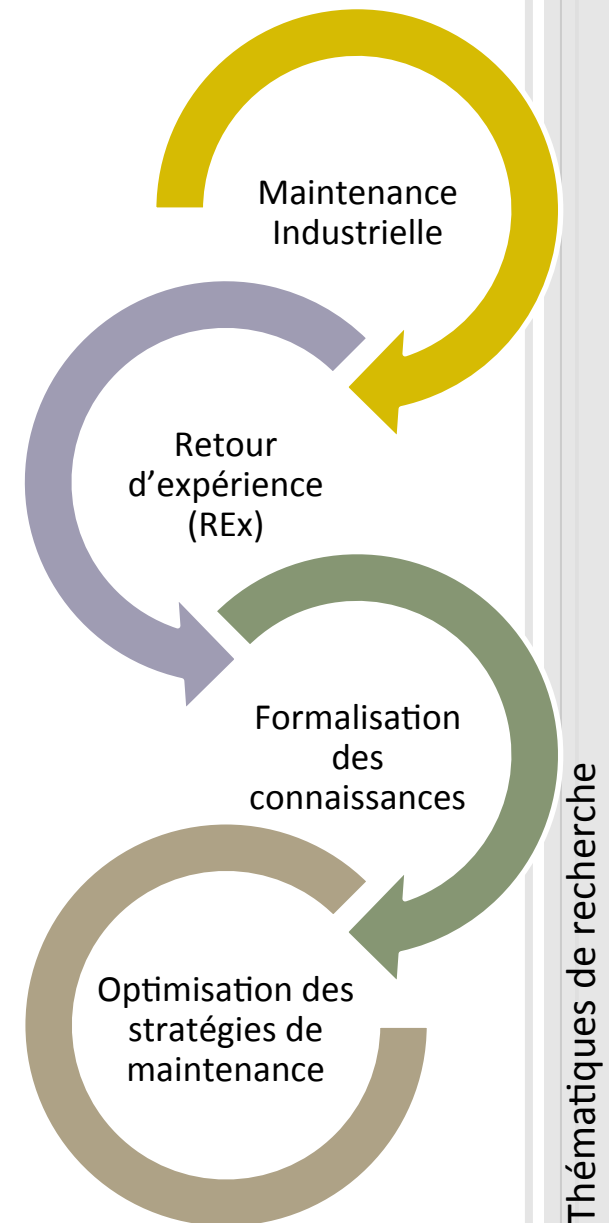 Maintenance
Industrielle
Retour
d’expérience
(REx)
Formalisation
des
connaissances
Optimisation des
stratégies de
maintenance
Thématiques de recherche